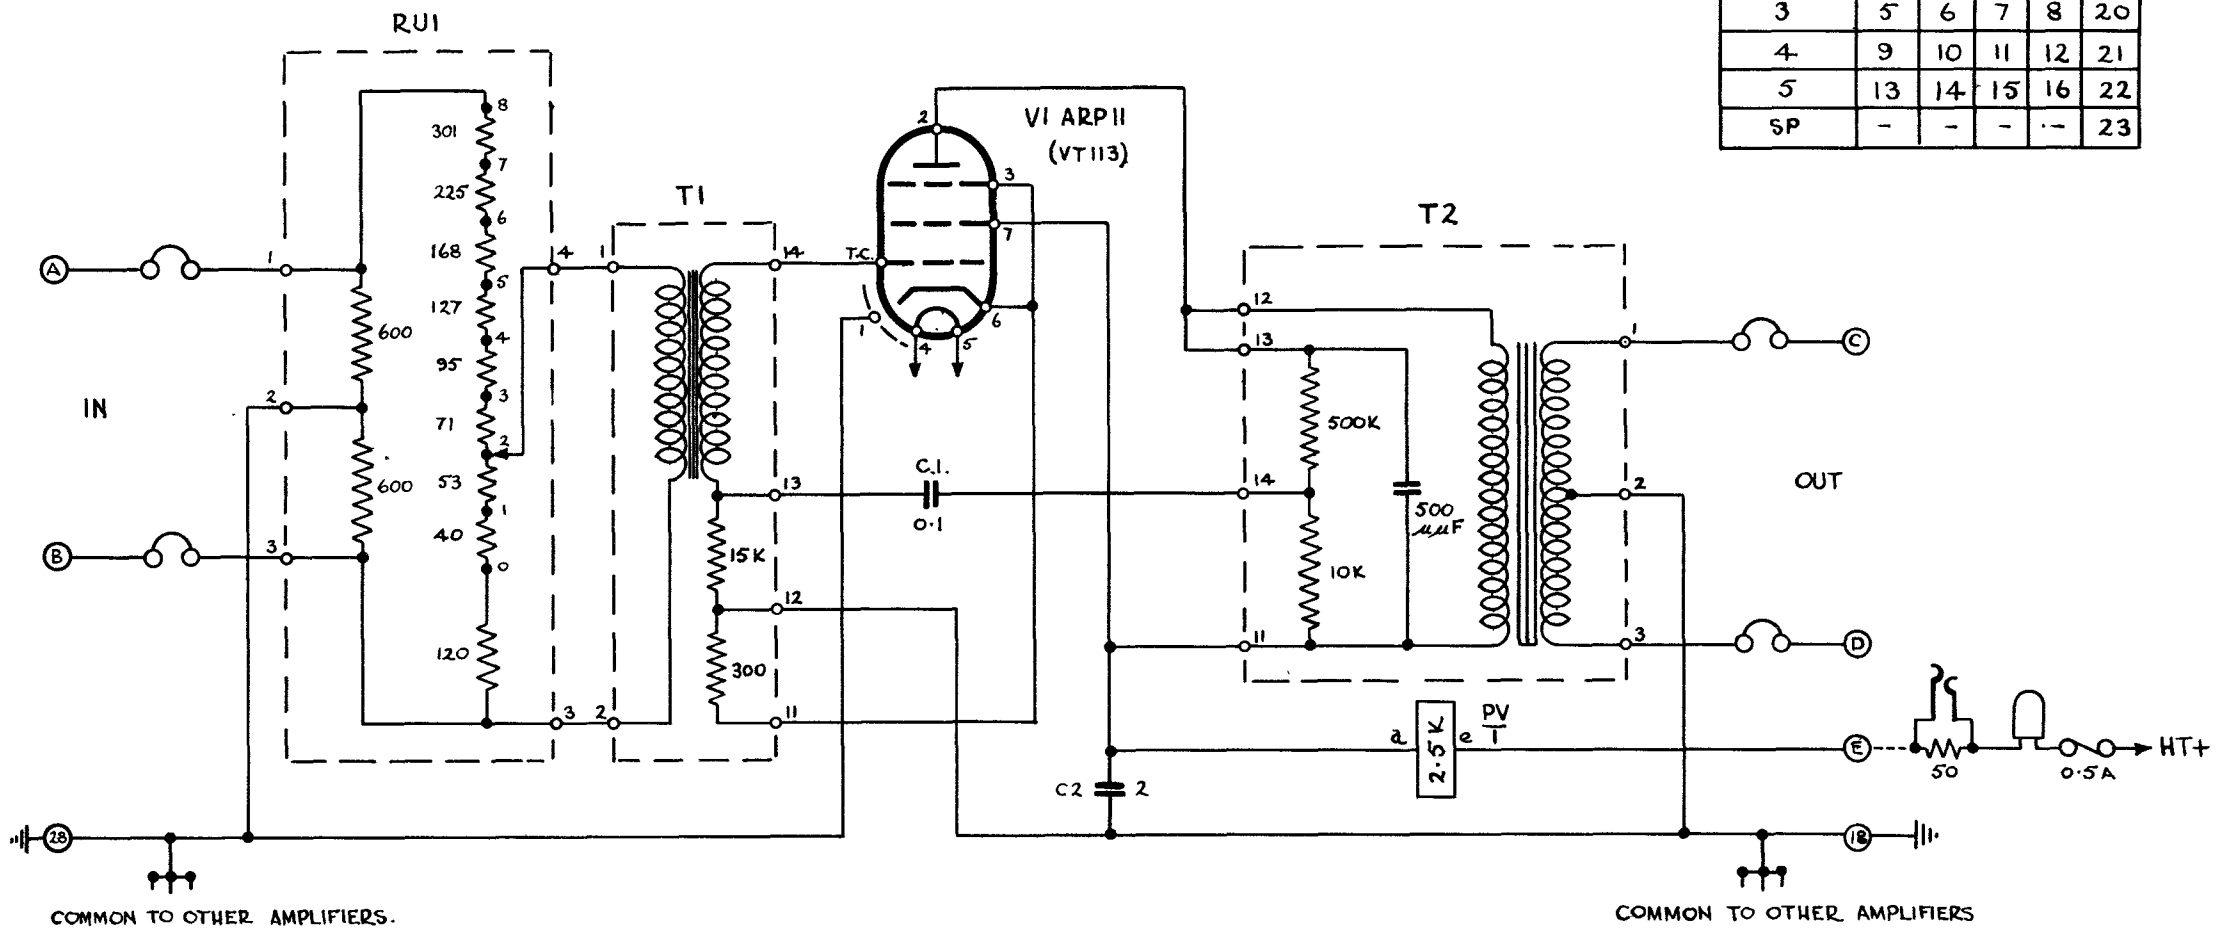 RU1
3 5 6 7 8 20
4 9 10 11 12 21
5 13 14 15 16 22
SP - - - - 23
V1 ARP11
(VT113)
T1
T2
IN
OUT
A
B
1
2
3
600
600
8
301
7
225
6
168
5
127
4
95
3
71
2
53
1
40
0
120
4
3
1
2
14
13
15K
12
300
11
T.C.
2
3
7
6
1
4
5
C.1.
0.1
12
13
14
11
500K
10K
500
µµF
1
2
3
C
D
a
2.5K
e
PV
1
E
50
0.5A
HT+
C2
2
28
18
COMMON TO OTHER AMPLIFIERS.
COMMON TO OTHER AMPLIFIERS